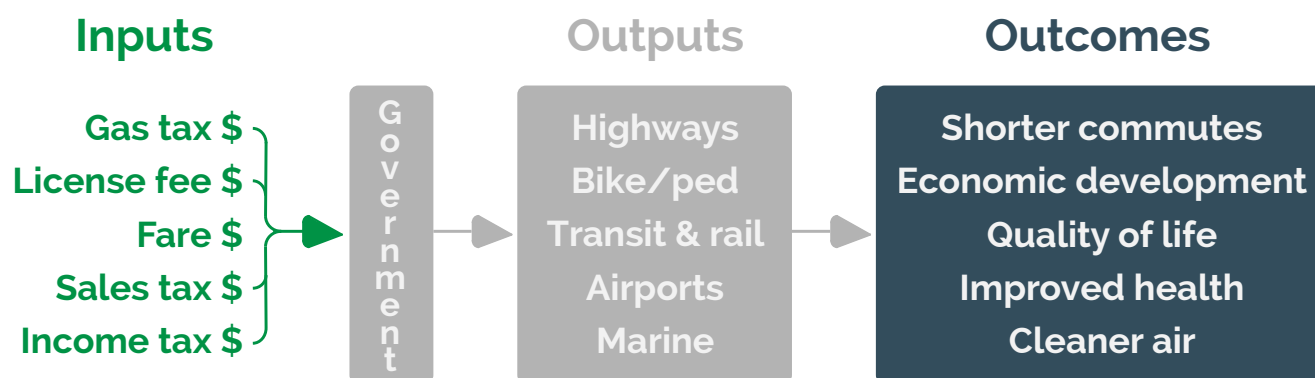 Inputs
Gas tax $
License fee $
Fare $
Sales tax $
Income tax $
Government
Outputs
Highways
Bike/ped
Transit & rail
Airports
Marine
Outcomes
Shorter commutes
Economic development
Quality of life
Improved health
Cleaner air